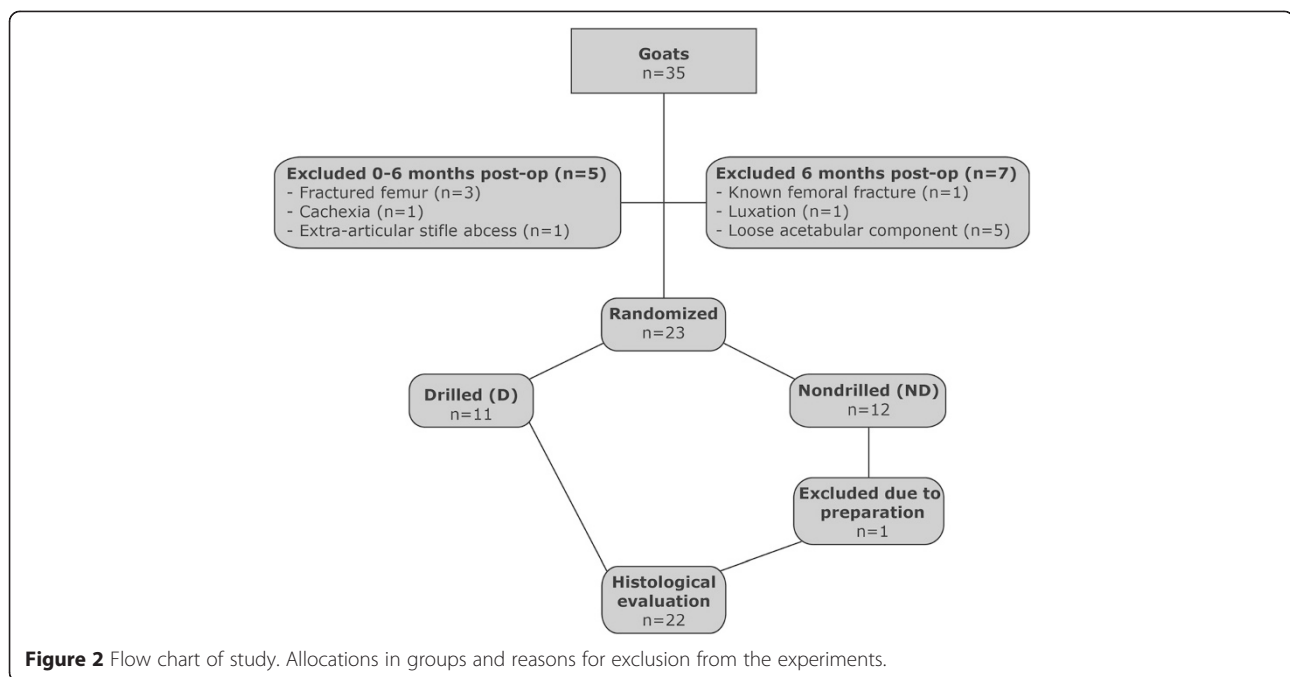 Goats
n=35
Excluded 0-6 months post-op (n=5)
- Fractured femur (n=3)
- Cachexia (n=1)
- Extra-articular stifle abcess (n=1)
Excluded 6 months post-op (n=7)
- Known femoral fracture (n=1)
- Luxation (n=1)
- Loose acetabular component (n=5)
Randomized
n=23
Drilled (D)
n=11
Nondrilled (ND)
n=12
Excluded due to
preparation
n=1
Histological
evaluation
n=22
Figure 2 Flow chart of study. Allocations in groups and reasons for exclusion from the experiments.